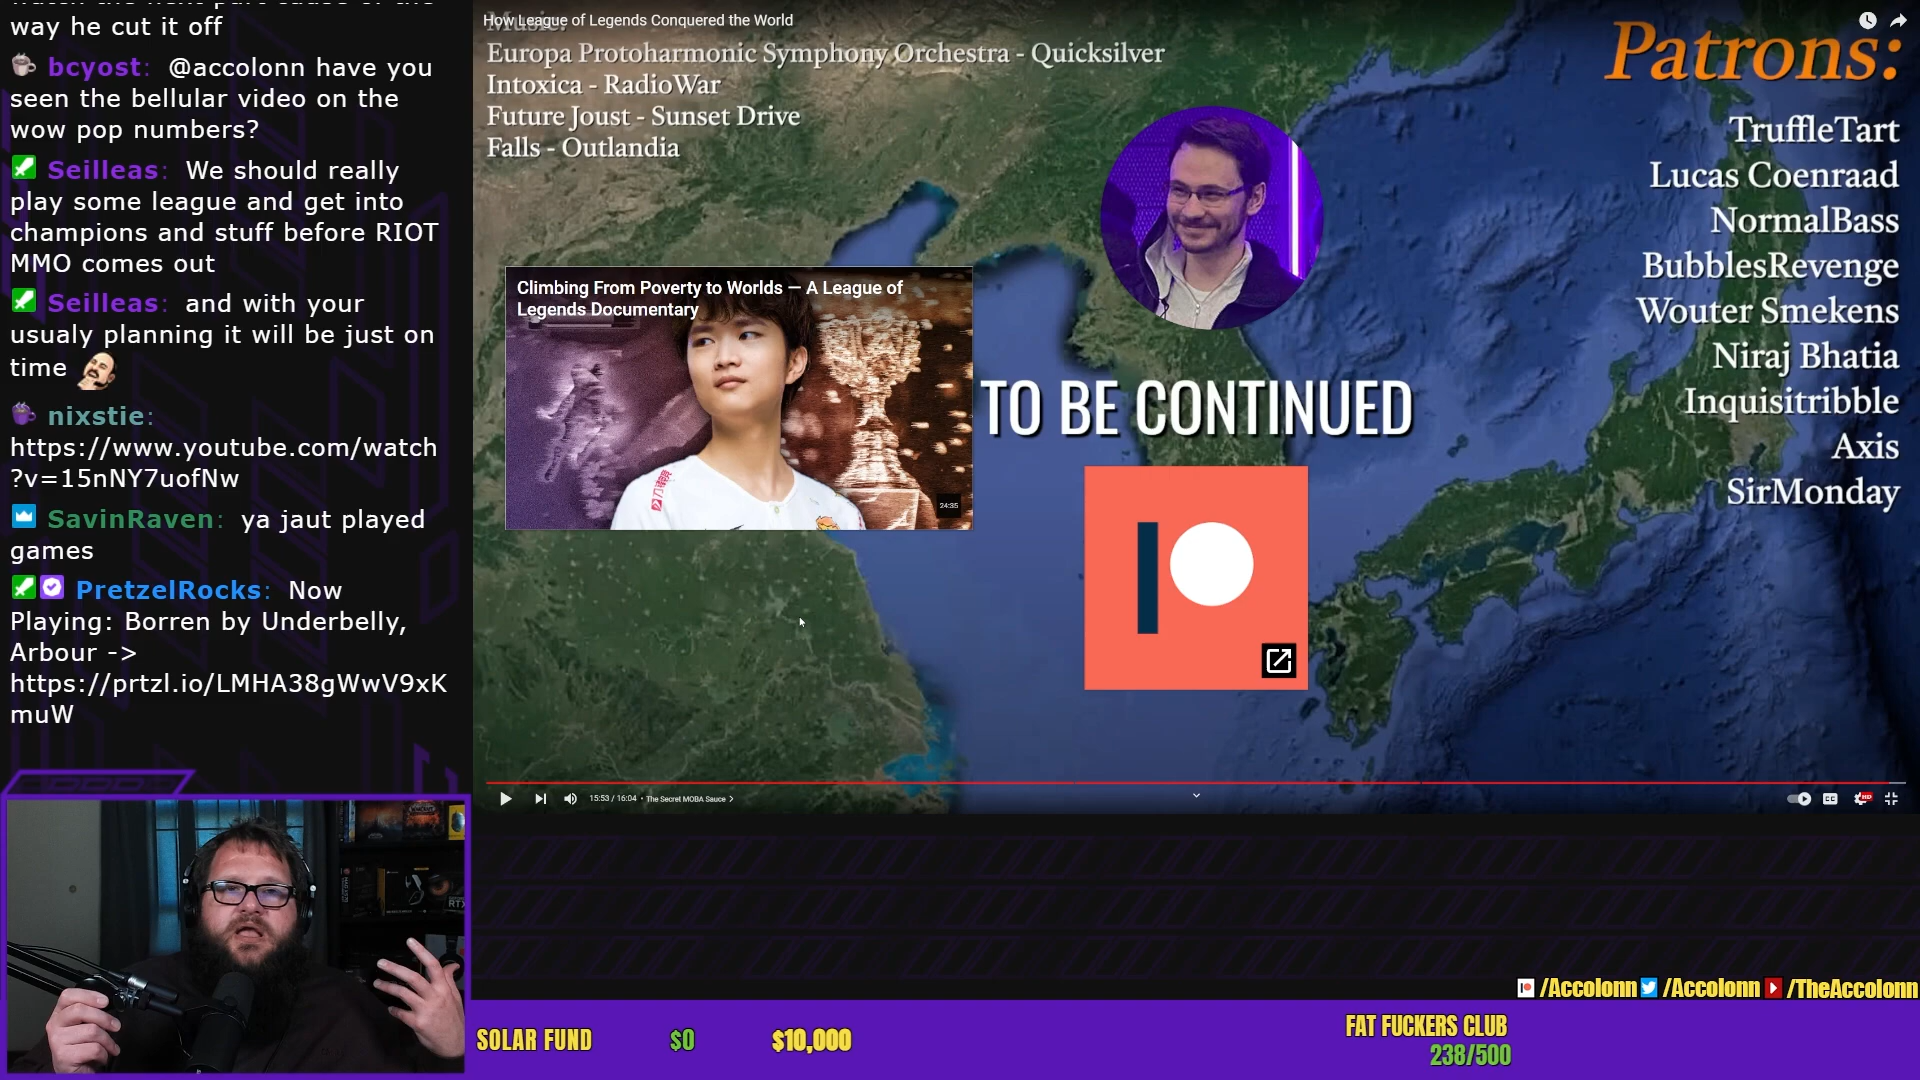 way he cut it off
bcyost: @accolonn have you
seen the bellular video on the
wow pop numbers?
Seilleas: We should really
play some league and get into
champions and stuff before RIOT
MMO comes out
Seilleas: and with your
usualy planning it will be just on
time
nixstie:
https://www.youtube.com/watch
?v=15nNY7uofNw
SavinRaven: ya jaut played
games
PretzelRocks: Now
Playing: Borren by Underbelly,
Arbour ->
https://prtzl.io/LMHA38gWwV9xK
muW
How League of Legends Conquered the World
Music:
Europa Protoharmonic Symphony Orchestra - Quicksilver
Intoxica - RadioWar
Future Joust - Sunset Drive
Falls - Outlandia
Patrons:
TruffleTart
Lucas Coenraad
NormalBass
BubblesRevenge
Wouter Smekens
Niraj Bhatia
Inquisitribble
Axis
SirMonday
Climbing From Poverty to Worlds — A League of
Legends Documentary
24:35
TO BE CONTINUED
15:53 / 16:04 • The Secret MOBA Sauce >
CC
HD
RTX
/Accolonn /Accolonn /TheAccolonn
SOLAR FUND $0 $10,000
FAT FUCKERS CLUB
238/500